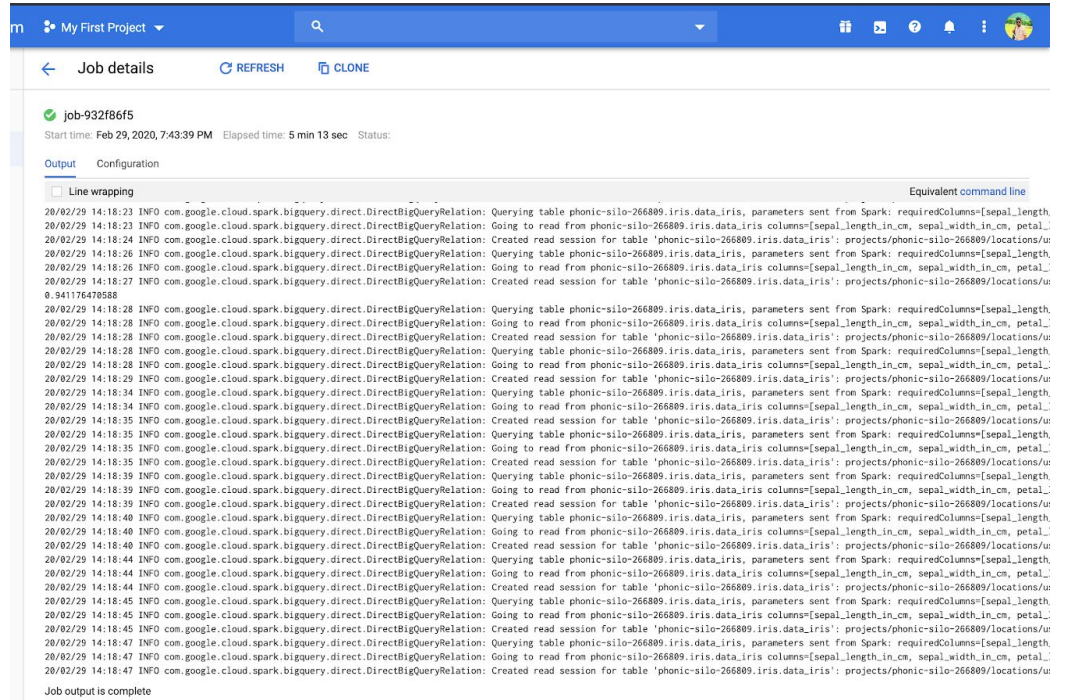 m My First Project
Job details REFRESH CLONE
job-932f86f5
Start time: Feb 29, 2020, 7:43:39 PM Elapsed time: 5 min 13 sec Status:
Output Configuration
Line wrapping Equivalent command line
20/02/29 14:18:23 INFO com.google.cloud.spark.bigquery.direct.DirectBigQueryRelation: Querying table phonic-silo-266809.iris.data_iris, parameters sent from Spark: requiredColumns=[sepal_length,
20/02/29 14:18:23 INFO com.google.cloud.spark.bigquery.direct.DirectBigQueryRelation: Going to read from phonic-silo-266809.iris.data_iris columns=[sepal_length_in_cm, sepal_width_in_cm, petal_
20/02/29 14:18:24 INFO com.google.cloud.spark.bigquery.direct.DirectBigQueryRelation: Created read session for table 'phonic-silo-266809.iris.data_iris': projects/phonic-silo-266809/locations/us
20/02/29 14:18:26 INFO com.google.cloud.spark.bigquery.direct.DirectBigQueryRelation: Querying table phonic-silo-266809.iris.data_iris, parameters sent from Spark: requiredColumns=[sepal_length,
20/02/29 14:18:26 INFO com.google.cloud.spark.bigquery.direct.DirectBigQueryRelation: Going to read from phonic-silo-266809.iris.data_iris columns=[sepal_length_in_cm, sepal_width_in_cm, petal_
20/02/29 14:18:27 INFO com.google.cloud.spark.bigquery.direct.DirectBigQueryRelation: Created read session for table 'phonic-silo-266809.iris.data_iris': projects/phonic-silo-266809/locations/us
0.941176470588
20/02/29 14:18:28 INFO com.google.cloud.spark.bigquery.direct.DirectBigQueryRelation: Querying table phonic-silo-266809.iris.data_iris, parameters sent from Spark: requiredColumns=[sepal_length,
20/02/29 14:18:28 INFO com.google.cloud.spark.bigquery.direct.DirectBigQueryRelation: Going to read from phonic-silo-266809.iris.data_iris columns=[sepal_length_in_cm, sepal_width_in_cm, petal_
20/02/29 14:18:28 INFO com.google.cloud.spark.bigquery.direct.DirectBigQueryRelation: Created read session for table 'phonic-silo-266809.iris.data_iris': projects/phonic-silo-266809/locations/us
20/02/29 14:18:28 INFO com.google.cloud.spark.bigquery.direct.DirectBigQueryRelation: Querying table phonic-silo-266809.iris.data_iris, parameters sent from Spark: requiredColumns=[sepal_length,
20/02/29 14:18:28 INFO com.google.cloud.spark.bigquery.direct.DirectBigQueryRelation: Going to read from phonic-silo-266809.iris.data_iris columns=[sepal_length_in_cm, sepal_width_in_cm, petal_
20/02/29 14:18:29 INFO com.google.cloud.spark.bigquery.direct.DirectBigQueryRelation: Created read session for table 'phonic-silo-266809.iris.data_iris': projects/phonic-silo-266809/locations/us
20/02/29 14:18:34 INFO com.google.cloud.spark.bigquery.direct.DirectBigQueryRelation: Querying table phonic-silo-266809.iris.data_iris, parameters sent from Spark: requiredColumns=[sepal_length,
20/02/29 14:18:34 INFO com.google.cloud.spark.bigquery.direct.DirectBigQueryRelation: Going to read from phonic-silo-266809.iris.data_iris columns=[sepal_length_in_cm, sepal_width_in_cm, petal_
20/02/29 14:18:35 INFO com.google.cloud.spark.bigquery.direct.DirectBigQueryRelation: Created read session for table 'phonic-silo-266809.iris.data_iris': projects/phonic-silo-266809/locations/us
20/02/29 14:18:35 INFO com.google.cloud.spark.bigquery.direct.DirectBigQueryRelation: Querying table phonic-silo-266809.iris.data_iris, parameters sent from Spark: requiredColumns=[sepal_length,
20/02/29 14:18:35 INFO com.google.cloud.spark.bigquery.direct.DirectBigQueryRelation: Going to read from phonic-silo-266809.iris.data_iris columns=[sepal_length_in_cm, sepal_width_in_cm, petal_
20/02/29 14:18:35 INFO com.google.cloud.spark.bigquery.direct.DirectBigQueryRelation: Created read session for table 'phonic-silo-266809.iris.data_iris': projects/phonic-silo-266809/locations/us
20/02/29 14:18:39 INFO com.google.cloud.spark.bigquery.direct.DirectBigQueryRelation: Querying table phonic-silo-266809.iris.data_iris, parameters sent from Spark: requiredColumns=[sepal_length,
20/02/29 14:18:39 INFO com.google.cloud.spark.bigquery.direct.DirectBigQueryRelation: Going to read from phonic-silo-266809.iris.data_iris columns=[sepal_length_in_cm, sepal_width_in_cm, petal_
20/02/29 14:18:39 INFO com.google.cloud.spark.bigquery.direct.DirectBigQueryRelation: Created read session for table 'phonic-silo-266809.iris.data_iris': projects/phonic-silo-266809/locations/us
20/02/29 14:18:40 INFO com.google.cloud.spark.bigquery.direct.DirectBigQueryRelation: Querying table phonic-silo-266809.iris.data_iris, parameters sent from Spark: requiredColumns=[sepal_length,
20/02/29 14:18:40 INFO com.google.cloud.spark.bigquery.direct.DirectBigQueryRelation: Going to read from phonic-silo-266809.iris.data_iris columns=[sepal_length_in_cm, sepal_width_in_cm, petal_
20/02/29 14:18:40 INFO com.google.cloud.spark.bigquery.direct.DirectBigQueryRelation: Created read session for table 'phonic-silo-266809.iris.data_iris': projects/phonic-silo-266809/locations/us
20/02/29 14:18:44 INFO com.google.cloud.spark.bigquery.direct.DirectBigQueryRelation: Querying table phonic-silo-266809.iris.data_iris, parameters sent from Spark: requiredColumns=[sepal_length,
20/02/29 14:18:44 INFO com.google.cloud.spark.bigquery.direct.DirectBigQueryRelation: Going to read from phonic-silo-266809.iris.data_iris columns=[sepal_length_in_cm, sepal_width_in_cm, petal_
20/02/29 14:18:44 INFO com.google.cloud.spark.bigquery.direct.DirectBigQueryRelation: Created read session for table 'phonic-silo-266809.iris.data_iris': projects/phonic-silo-266809/locations/us
20/02/29 14:18:45 INFO com.google.cloud.spark.bigquery.direct.DirectBigQueryRelation: Querying table phonic-silo-266809.iris.data_iris, parameters sent from Spark: requiredColumns=[sepal_length,
20/02/29 14:18:45 INFO com.google.cloud.spark.bigquery.direct.DirectBigQueryRelation: Going to read from phonic-silo-266809.iris.data_iris columns=[sepal_length_in_cm, sepal_width_in_cm, petal_
20/02/29 14:18:45 INFO com.google.cloud.spark.bigquery.direct.DirectBigQueryRelation: Created read session for table 'phonic-silo-266809.iris.data_iris': projects/phonic-silo-266809/locations/us
20/02/29 14:18:47 INFO com.google.cloud.spark.bigquery.direct.DirectBigQueryRelation: Querying table phonic-silo-266809.iris.data_iris, parameters sent from Spark: requiredColumns=[sepal_length,
20/02/29 14:18:47 INFO com.google.cloud.spark.bigquery.direct.DirectBigQueryRelation: Going to read from phonic-silo-266809.iris.data_iris columns=[sepal_length_in_cm, sepal_width_in_cm, petal_
20/02/29 14:18:47 INFO com.google.cloud.spark.bigquery.direct.DirectBigQueryRelation: Created read session for table 'phonic-silo-266809.iris.data_iris': projects/phonic-silo-266809/locations/us
Job output is complete